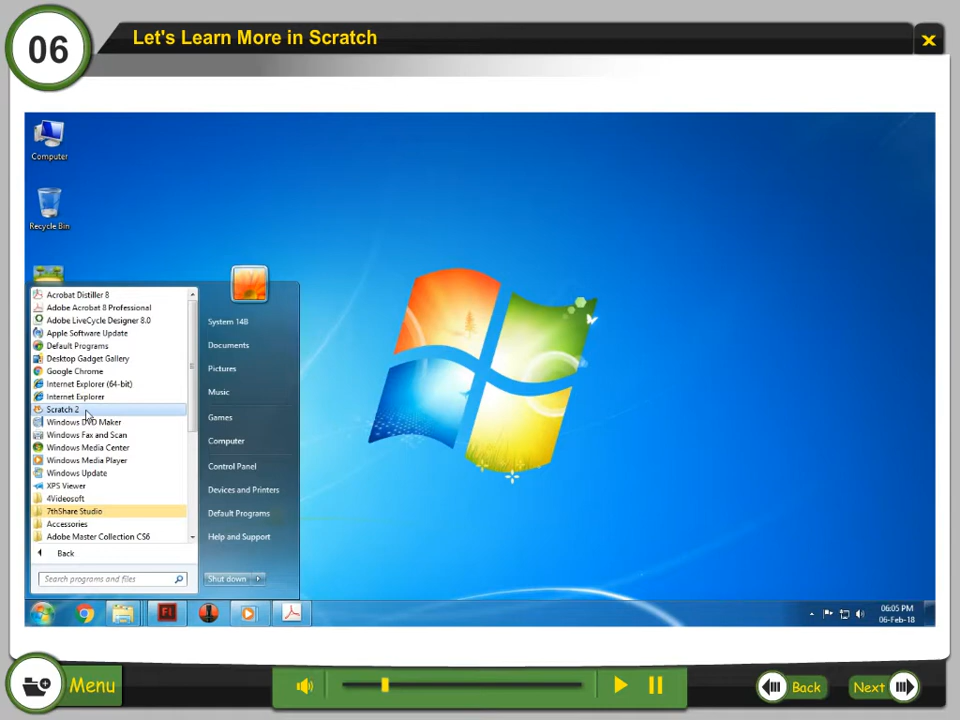 06
Let's Learn More in Scratch
Computer
Recycle Bin
Acrobat Distiller 8
Adobe Acrobat 8 Professional
Adobe LiveCycle Designer 8.0
Apple Software Update
Default Programs
Desktop Gadget Gallery
Google Chrome
Internet Explorer (64-bit)
Internet Explorer
Scratch 2
Windows DVD Maker
Windows Fax and Scan
Windows Media Center
Windows Media Player
Windows Update
XPS Viewer
4Videosoft
7thShare Studio
Accessories
Adobe Master Collection CS6
Back
Search programs and files
System 14B
Documents
Pictures
Music
Games
Computer
Control Panel
Devices and Printers
Default Programs
Help and Support
Shut down
06:05 PM
06-Feb-18
Menu
Back
Next